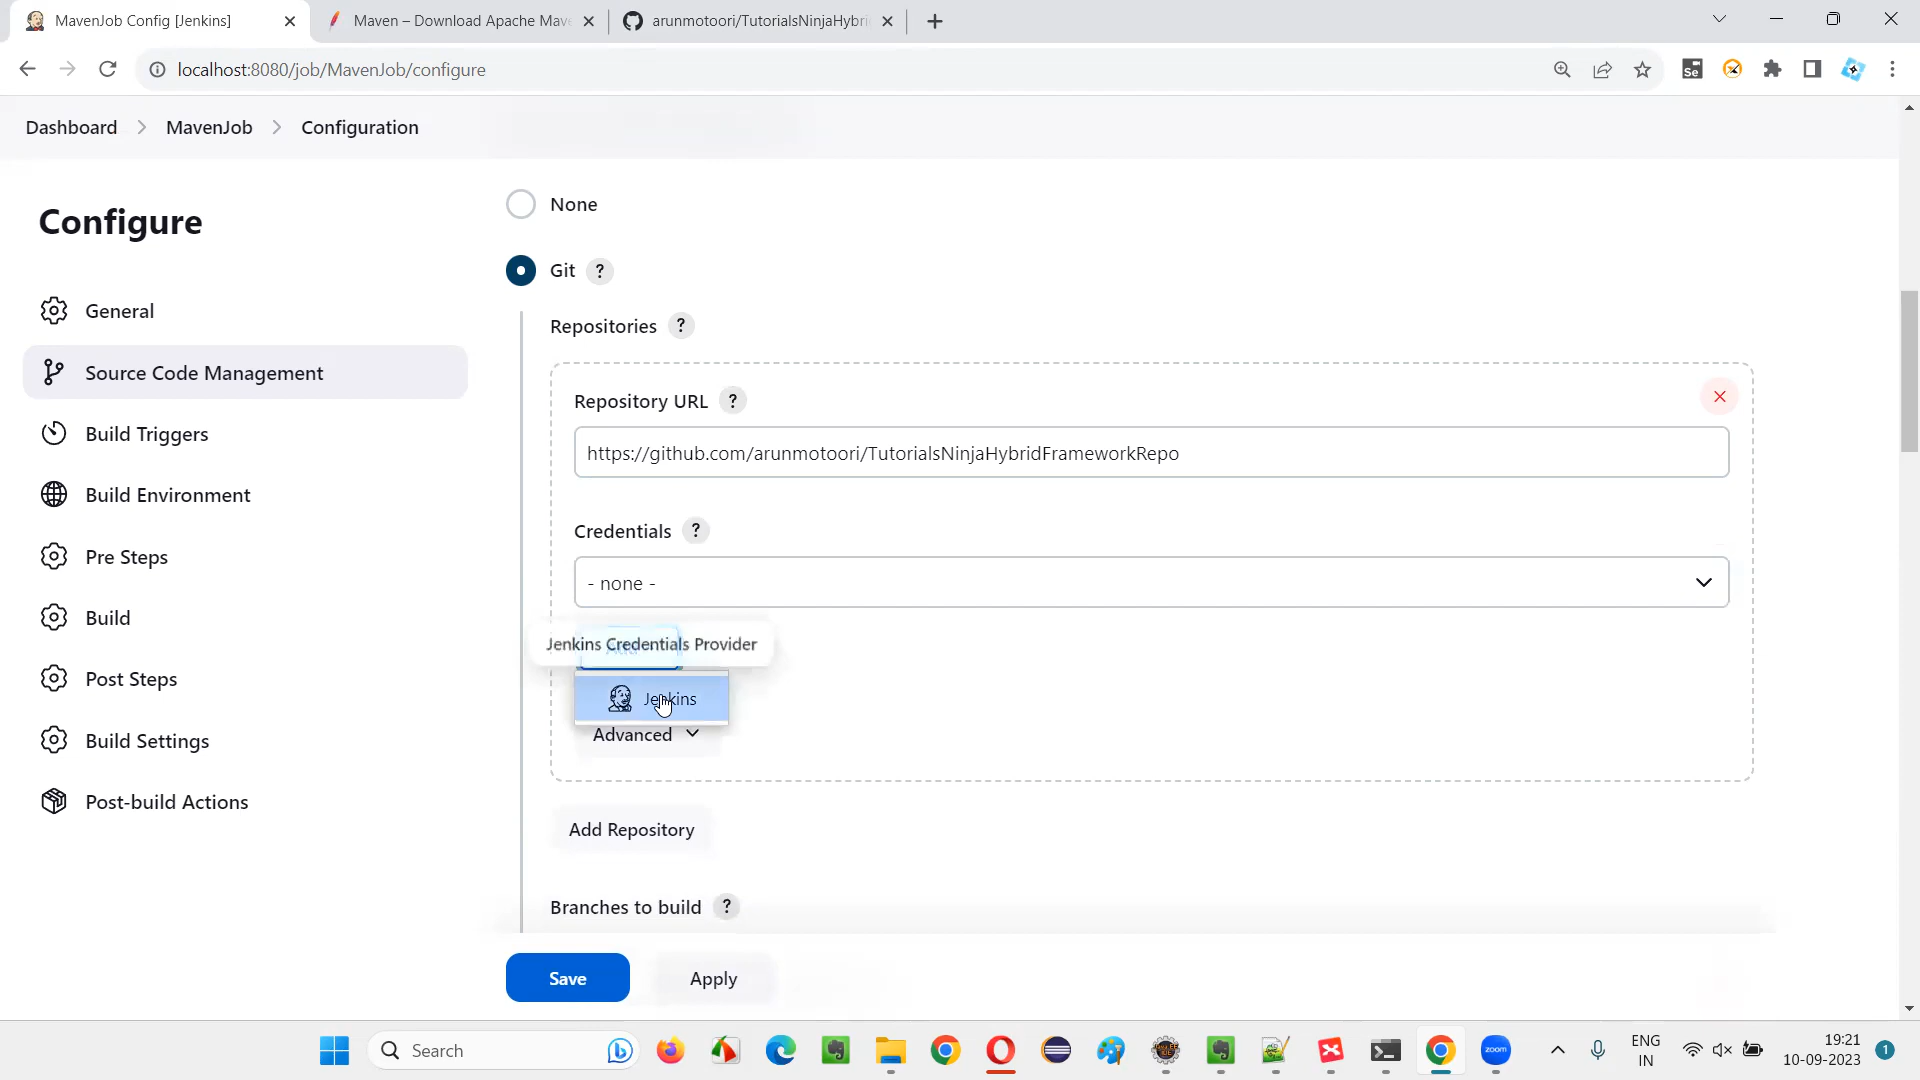 MavenJob Config [Jenkins]
Maven – Download Apache Mav
arunmotoori/TutorialsNinjaHybri
localhost:8080/job/MavenJob/configure
Dashboard
MavenJob
Configuration
Configure
General
Source Code Management
Build Triggers
Build Environment
Pre Steps
Build
Post Steps
Build Settings
Post-build Actions
None
Git ?
Repositories ?
Repository URL ?
https://github.com/arunmotoori/TutorialsNinjaHybridFrameworkRepo
Credentials ?
- none -
Jenkins Credentials Provider
Jenkins
Advanced
Add Repository
Branches to build ?
Save
Apply
Search
zoom
ENG
IN
19:21
10-09-2023
1